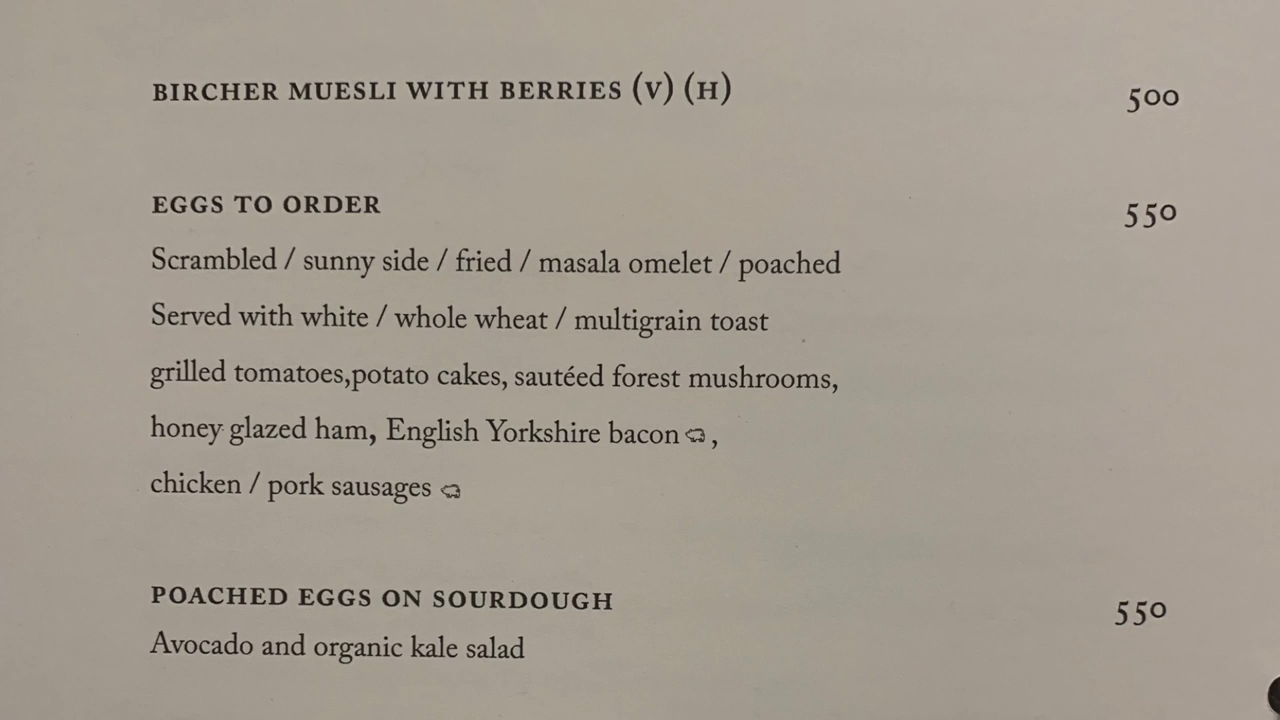 BIRCHER MUESLI WITH BERRIES (V) (H) 500
EGGS TO ORDER 550
Scrambled / sunny side / fried / masala omelet / poached
Served with white / whole wheat / multigrain toast
grilled tomatoes,potato cakes, sautéed forest mushrooms,
honey glazed ham, English Yorkshire bacon ,
chicken / pork sausages
POACHED EGGS ON SOURDOUGH 550
Avocado and organic kale salad